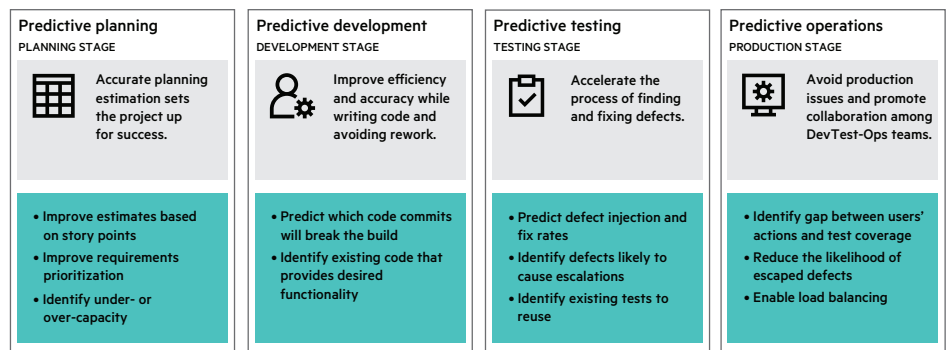 Predictive planning
PLANNING STAGE
Accurate planning
estimation sets
the project up
for success.
• Improve estimates based
on story points
• Improve requirements
prioritization
• Identify under- or
over-capacity
Predictive development
DEVELOPMENT STAGE
Improve efficiency
and accuracy while
writing code and
avoiding rework.
• Predict which code commits
will break the build
• Identify existing code that
provides desired
functionality
Predictive testing
TESTING STAGE
Accelerate the
process of finding
and fixing defects.
• Predict defect injection and
fix rates
• Identify defects likely to
cause escalations
• Identify existing tests to
reuse
Predictive operations
PRODUCTION STAGE
Avoid production
issues and promote
collaboration among
DevTest-Ops teams.
• Identify gap between users’
actions and test coverage
• Reduce the likelihood of
escaped defects
• Enable load balancing